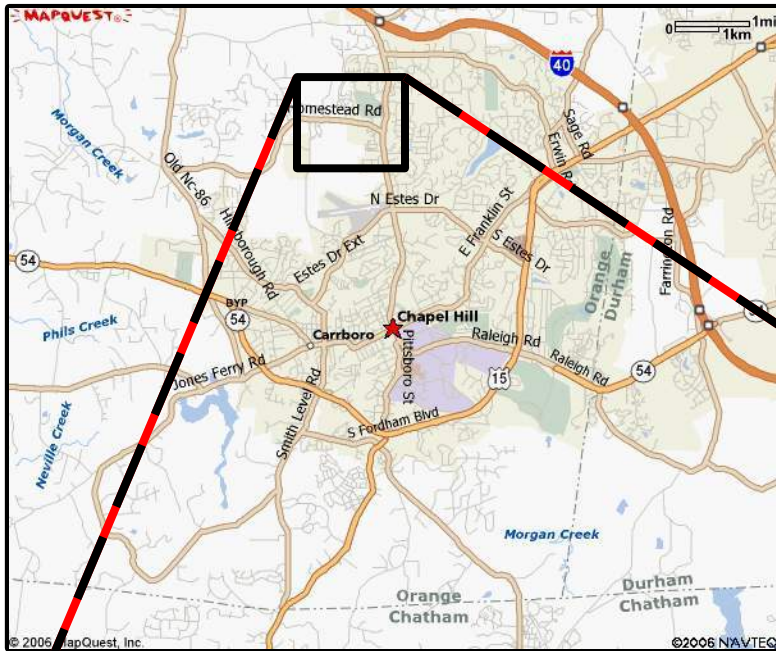 MAPQUEST
1mi
0
1km
40
Homestead Rd
Sage Rd
Morgan Creek
Erwin R
Old Nc-86
N Estes Dr
E Franklin St
Hillsborough Rd
Estes Dr Ext
S Estes Dr
Farrington Rd
Orange
Durham
54
BYP
54
Chapel Hill
Phils Creek
Carrboro
Raleigh Rd
Pittsboro St
Jones Ferry Rd
15
Raleigh Rd
54
Smith Level Rd
S Fordham Blvd
Neville Creek
Morgan Creek
Orange
Chatham
Durham
Chatham
© 2006 MapQuest, Inc.
©2006 NAVTEQ